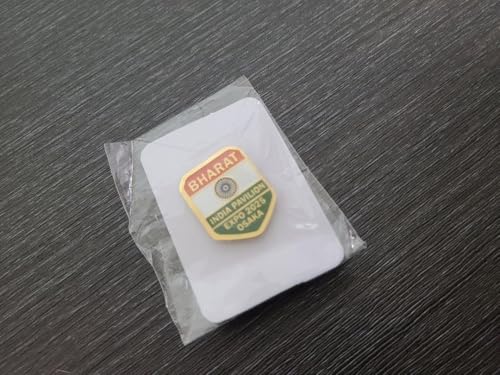 BHARAT
INDIA PAVILION
EXPO 2025
OSAKA